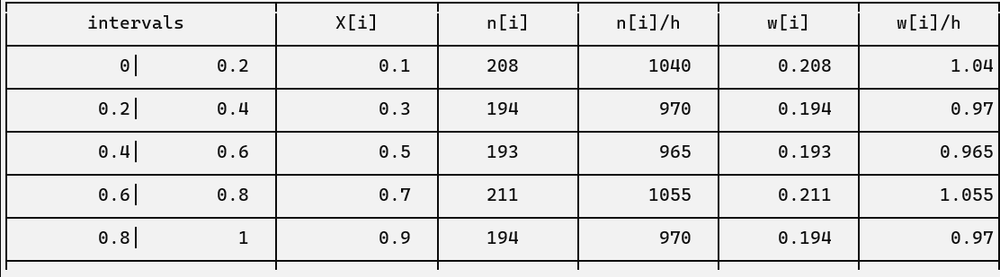 intervals X[i] n[i] n[i]/h w[i] w[i]/h
0| 0.2 0.1 208 1040 0.208 1.04
0.2| 0.4 0.3 194 970 0.194 0.97
0.4| 0.6 0.5 193 965 0.193 0.965
0.6| 0.8 0.7 211 1055 0.211 1.055
0.8| 1 0.9 194 970 0.194 0.97